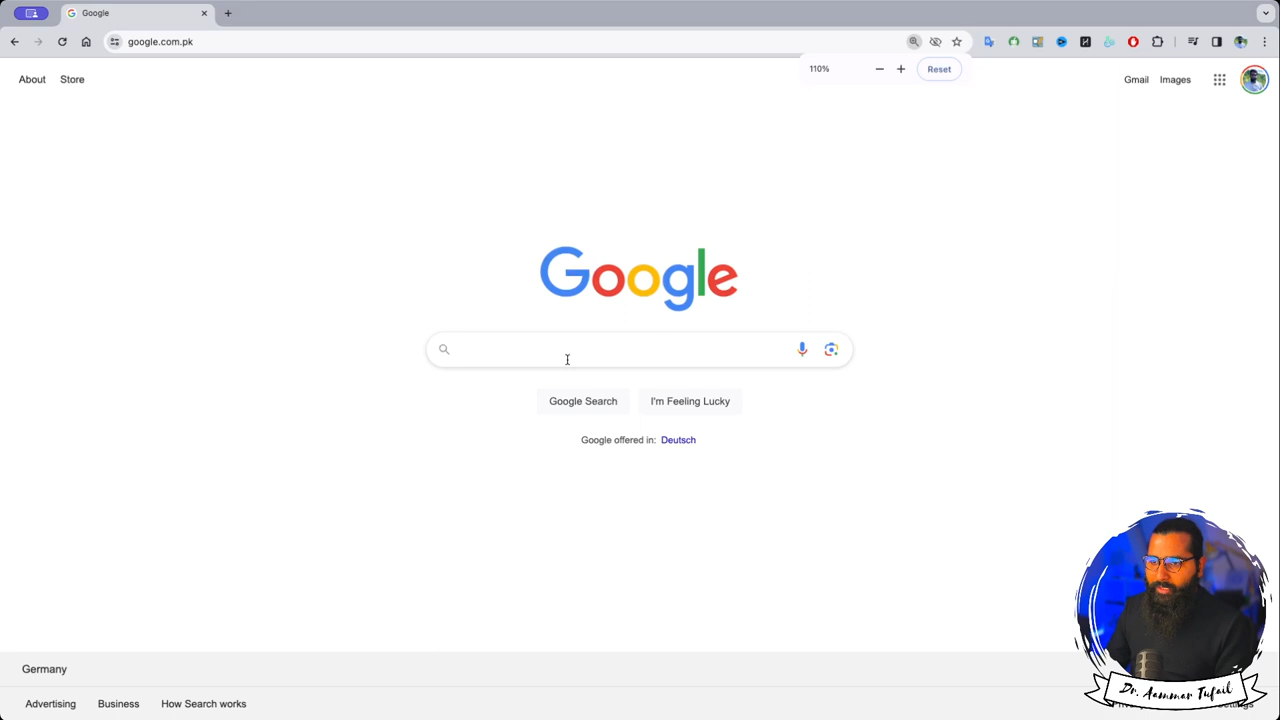 Google
google.com.pk
110%
Reset
About
Store
Gmail
Images
Google
Google Search
I'm Feeling Lucky
Google offered in: Deutsch
Germany
Advertising
Business
How Search works
Dr. Aammar Tufail